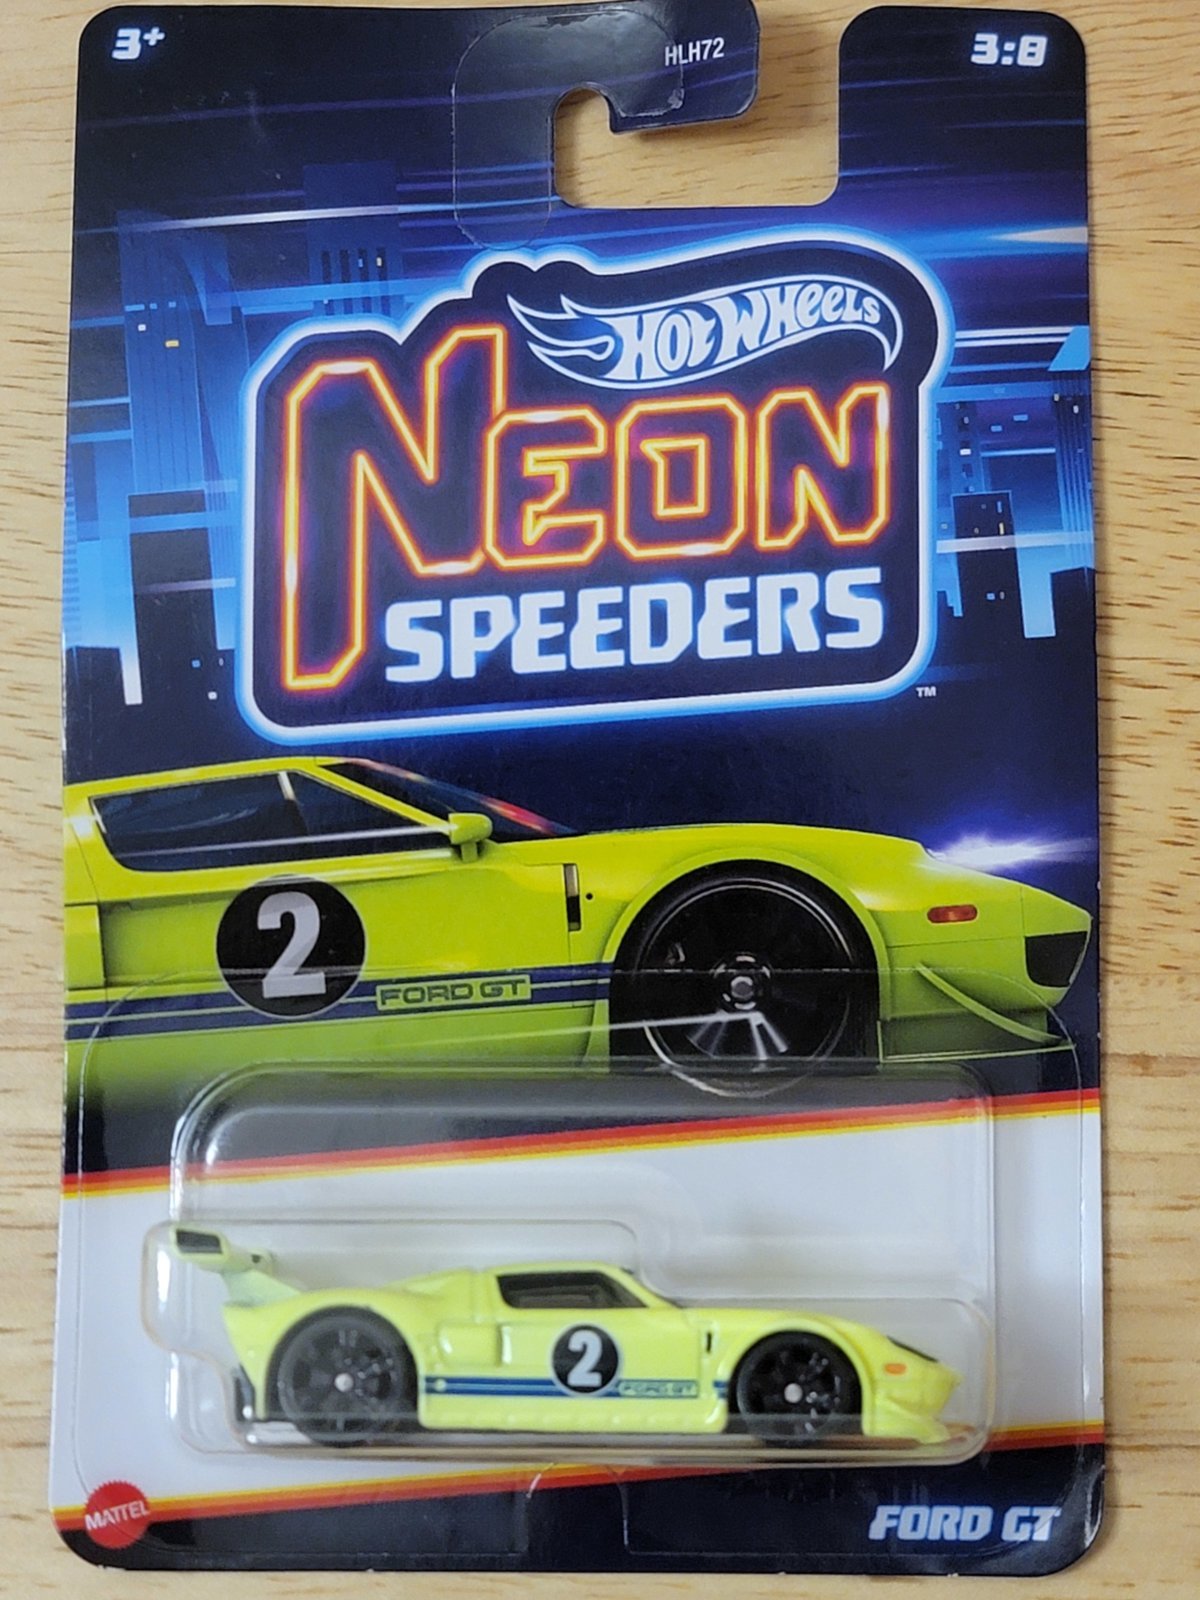 3+
HLH72
3:8
HOT WHEELS
NEON
SPEEDERS
TM
2
FORD GT
2
FORD GT
MATTEL
FORD GT